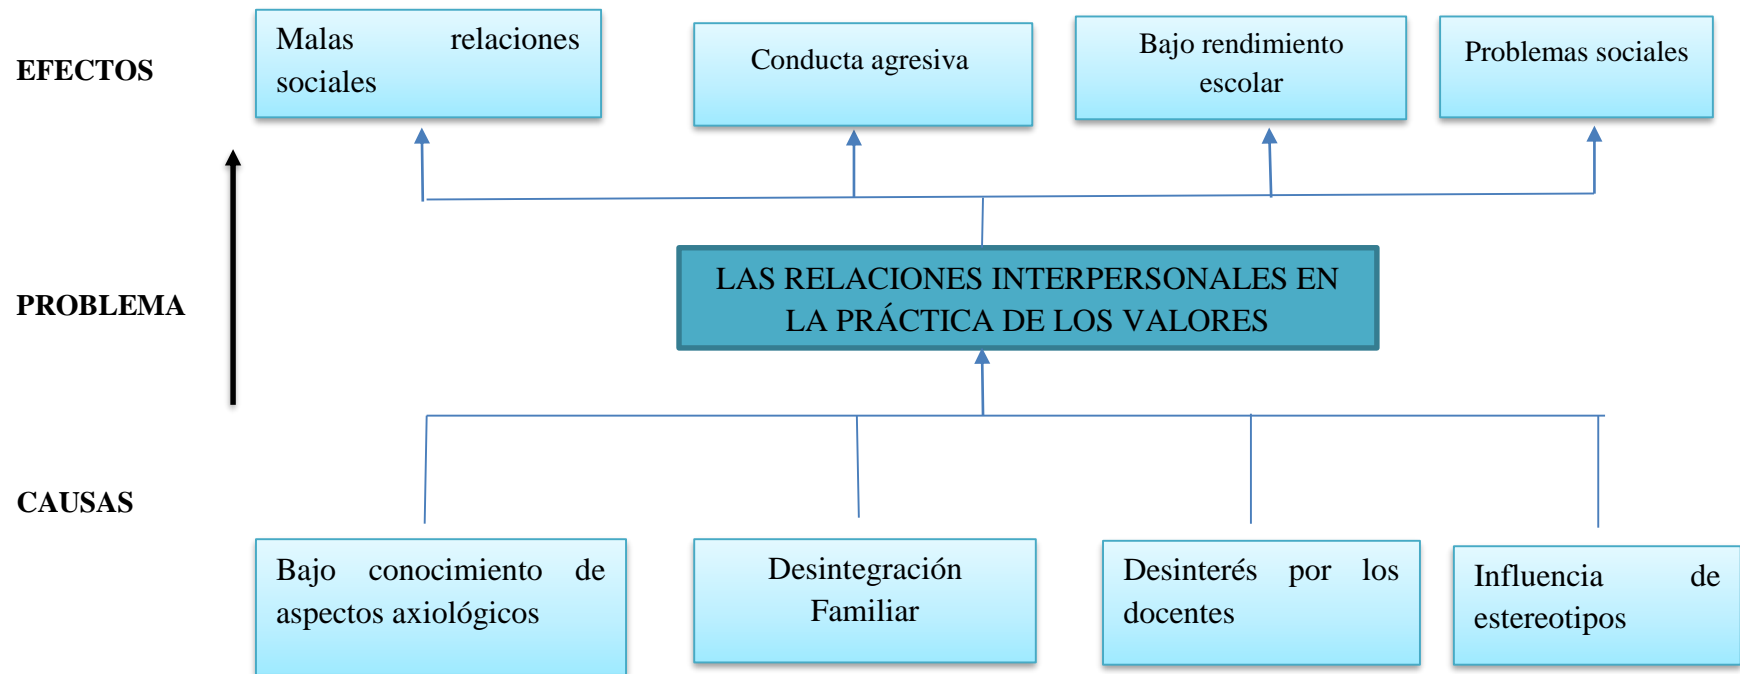 EFECTOS
Malas relaciones
sociales
Conducta agresiva
Bajo rendimiento
escolar
Problemas sociales
PROBLEMA
LAS RELACIONES INTERPERSONALES EN
LA PRÁCTICA DE LOS VALORES
CAUSAS
Bajo conocimiento de
aspectos axiológicos
Desintegración
Familiar
Desinterés por los
docentes
Influencia de
estereotipos